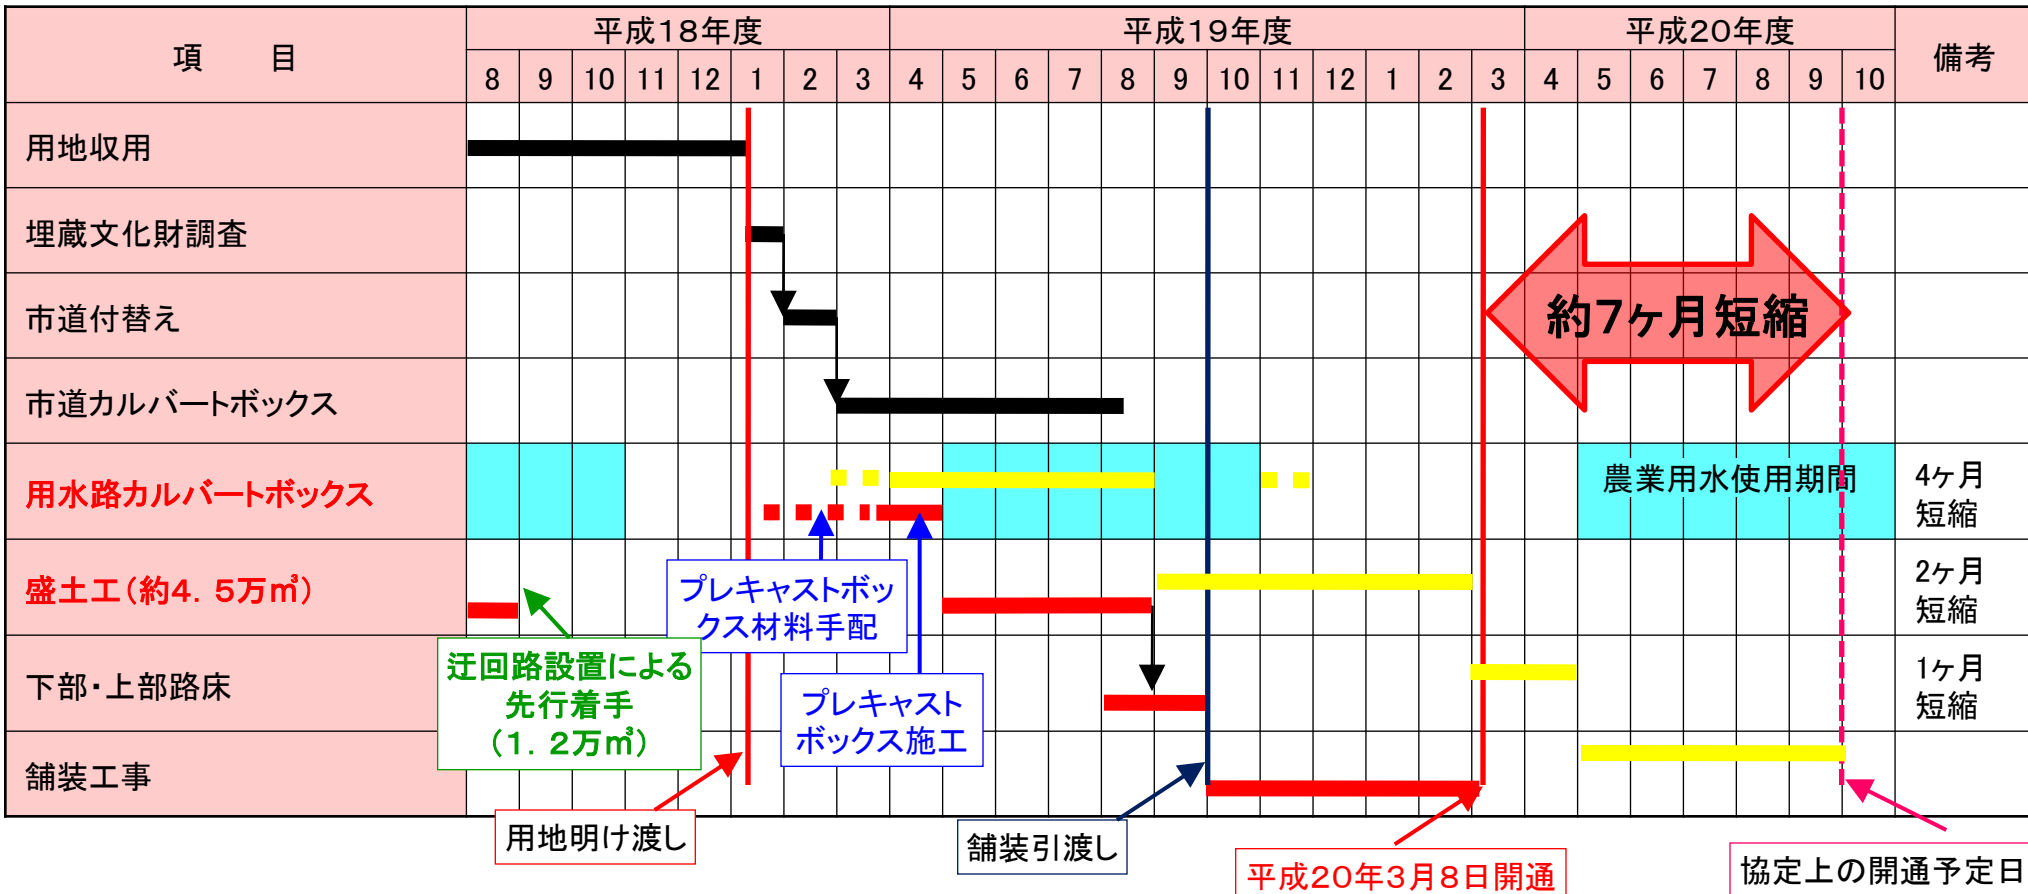 項　目
平成18年度
平成19年度
平成20年度
備考
8 9 10 11 12 1 2 3 4 5 6 7 8 9 10 11 12 1 2 3 4 5 6 7 8 9 10
用地収用
埋蔵文化財調査
市道付替え
約7ヶ月短縮
市道カルバートボックス
用水路カルバートボックス
農業用水使用期間
4ヶ月
短縮
盛土工(約4．5万㎥)
2ヶ月
短縮
プレキャストボッ
クス材料手配
迂回路設置による
先行着手
(1．2万㎥)
プレキャスト
ボックス施工
下部・上部路床
1ヶ月
短縮
舗装工事
用地明け渡し
舗装引渡し
平成20年3月8日開通
協定上の開通予定日